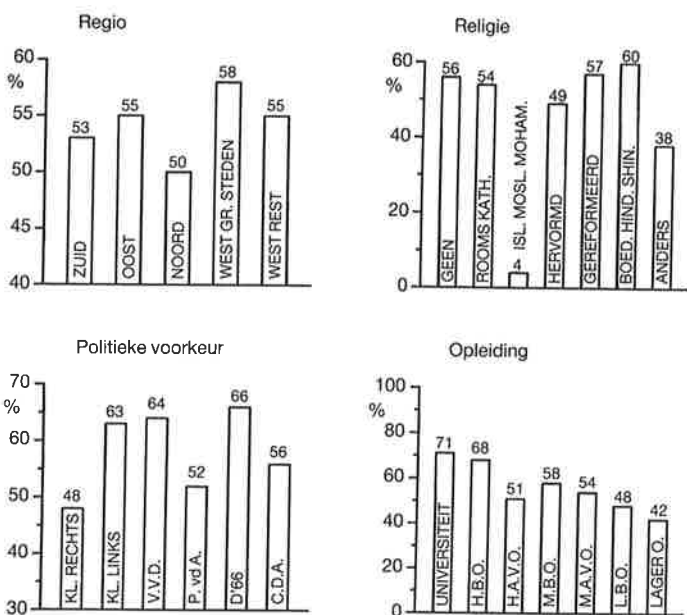 Regio
60
%
55
50
45
40
53
55
50
58
55
ZUID
OOST
NOORD
WEST GR. STEDEN
WEST REST
Religie
60
%
40
20
0
56
54
4
49
57
60
38
GEEN
ROOMS KATH.
ISL. MOSL. MOHAM.
HERVORMD
GEREFORMEERD
BOED. HIND. SHIN.
ANDERS
Politieke voorkeur
70
%
60
50
40
30
48
63
64
52
66
56
KL. RECHTS
KL. LINKS
V.V.D.
P. vd A.
D'66
C.D.A.
Opleiding
100
%
80
60
40
20
0
71
68
51
58
54
48
42
UNIVERSITEIT
H.B.O.
H.A.V.O.
M.B.O.
M.A.V.O.
L.B.O.
LAGER O.